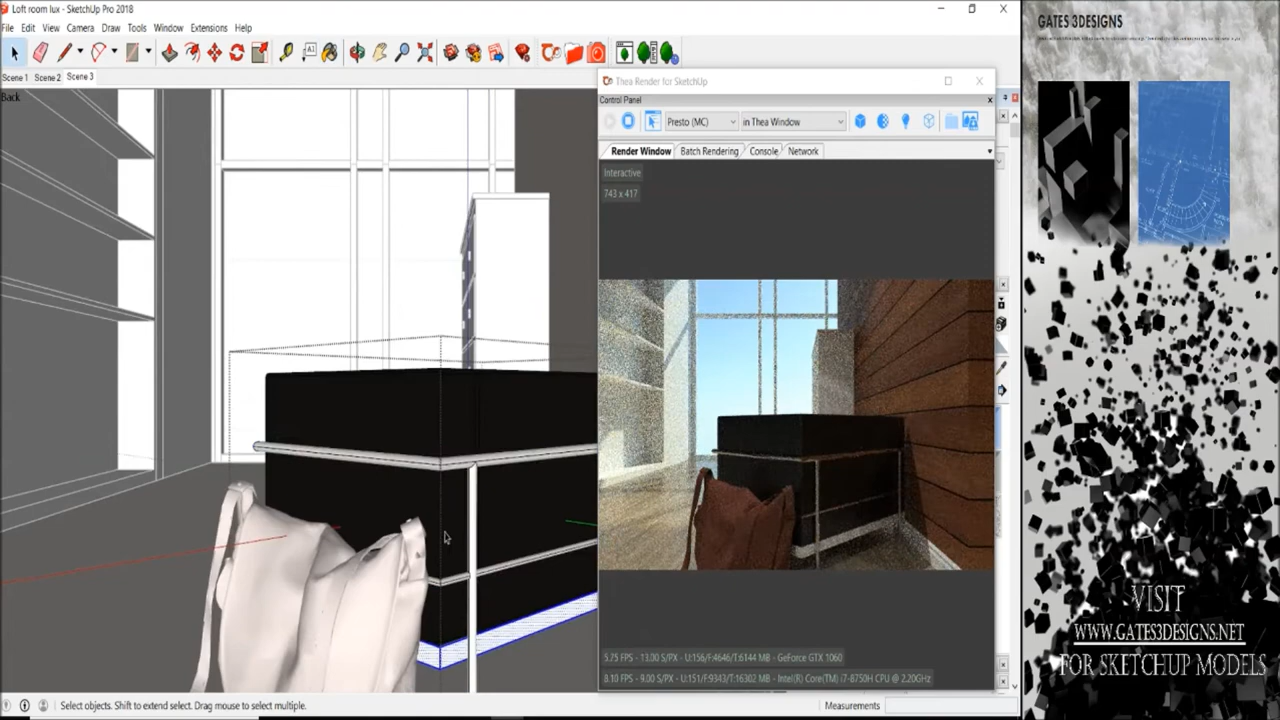 Loft room lux - SketchUp Pro 2018
File Edit View Camera Draw Tools Window Extensions Help
Scene 1 Scene 2 Scene 3
Back
Thea Render for SketchUp
Control Panel
Presto (MC) in Thea Window
Render Window Batch Rendering Console Network
Interactive
743 x 417
5.75 FPS - 13.00 S/PX - U:156/F:4646/T:6144 MB - GeForce GTX 1060
8.10 FPS - 9.00 S/PX - U:151/F:9343/T:16302 MB - Intel(R) Core(TM) i7-8750H CPU @ 2.20GHz
Select objects. Shift to extend select. Drag mouse to select multiple.
Measurements
GATES 3DESIGNS
VISIT
WWW.GATES3DESIGNS.NET
FOR SKETCHUP MODELS